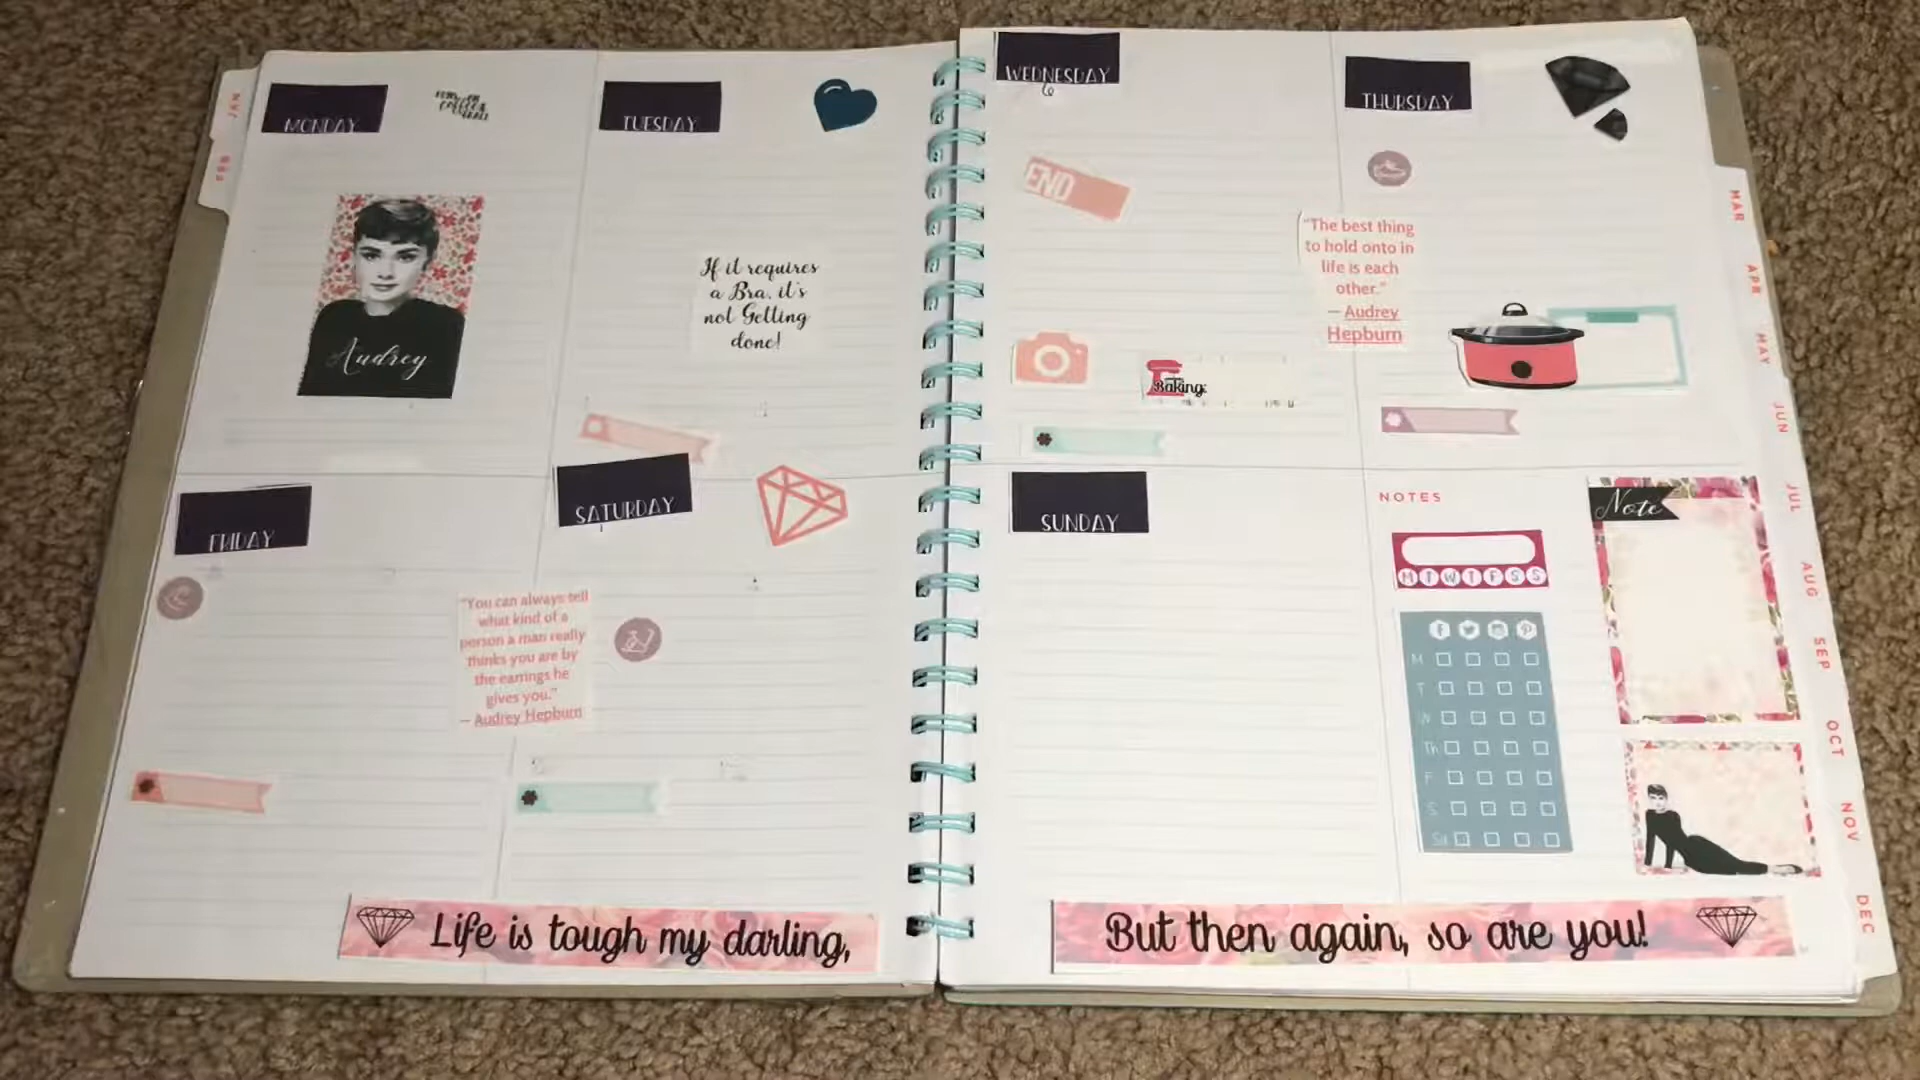 JAN
FEB
MONDAY
Audrey
TUESDAY
If it requires
a Bra, it's
not Getting
done!
WEDNESDAY
6
END
Baking:
THURSDAY
"The best thing
to hold onto in
life is each
other."
— Audrey
Hepburn
FRIDAY
"You can always tell
what kind of a
person a man really
thinks you are by
the earrings he
gives you."
— Audrey Hepburn
SATURDAY
SUNDAY
NOTES
M T W T F S S
M
T
W
Th
F
S
Su
Note
Life is tough my darling,
But then again, so are you!
MAR
APR
MAY
JUN
JUL
AUG
SEP
OCT
NOV
DEC